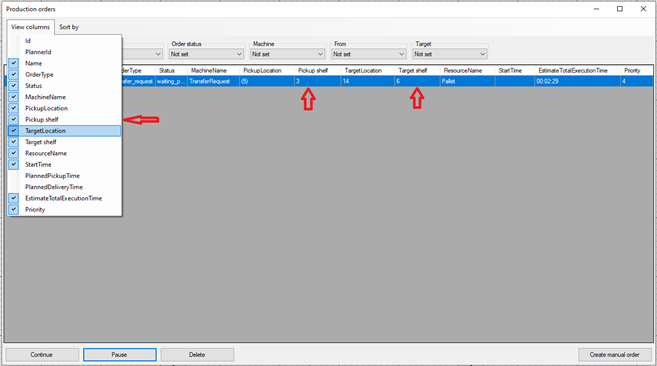 Production orders
View columns Sort by
Id
PlannerId
Name
OrderType
Status
MachineName
PickupLocation
Pickup shelf
TargetLocation
Target shelf
ResourceName
StartTime
PlannedPickupTime
PlannedDeliveryTime
EstimateTotalExecutionTime
Priority
Order status Machine From Target
Not set Not set Not set Not set
derType Status MachineName PickupLocation Pickup shelf TargetLocation Target shelf ResourceName StartTime EstimateTotalExecutionTime Priority
nsfer_request waiting_p... TransferRequest (5) 3 14 6 Pallet 00:02:29 4
Continue Pause Delete Create manual order